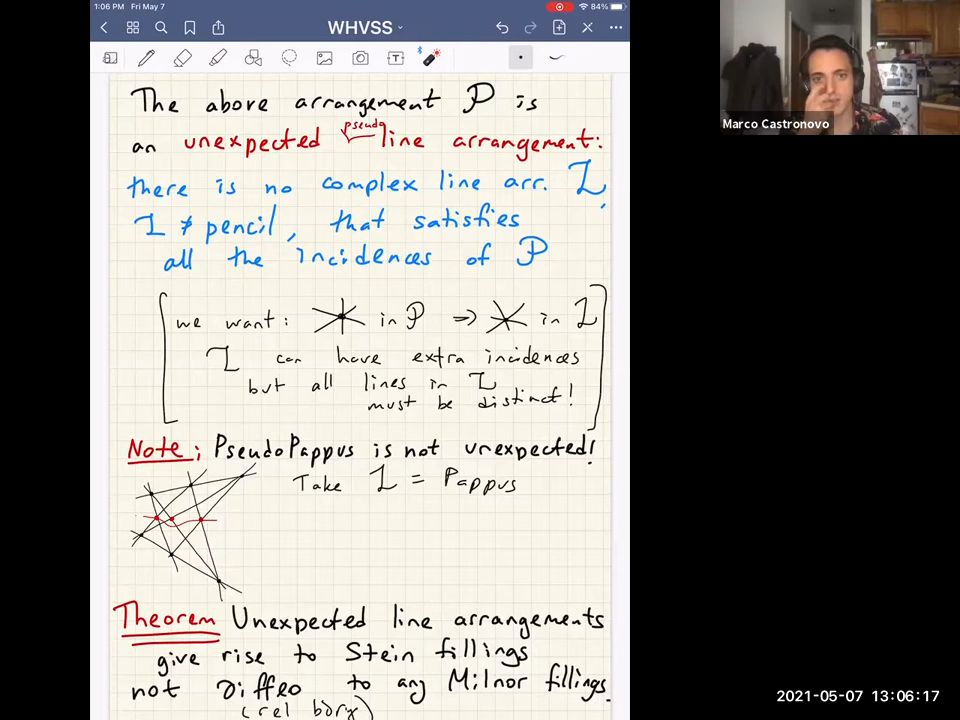 1:06 PM Fri May 7
84%
WHVSS
The above arrangement P is
an unexpected pseudo line arrangement:
there is no complex line arr. L,
L ≠ pencil, that satisfies
all the incidences of P
we want: in P ⇒ in L
L can have extra incidences
but all lines in L
must be distinct!
Note: PseudoPappus is not unexpected!
Take L = Pappus
Theorem Unexpected line arrangements
give rise to Stein fillings
not Diffeo to any Milnor fillings.
(rel bdry)
Marco Castronovo
2021-05-07 13:06:17